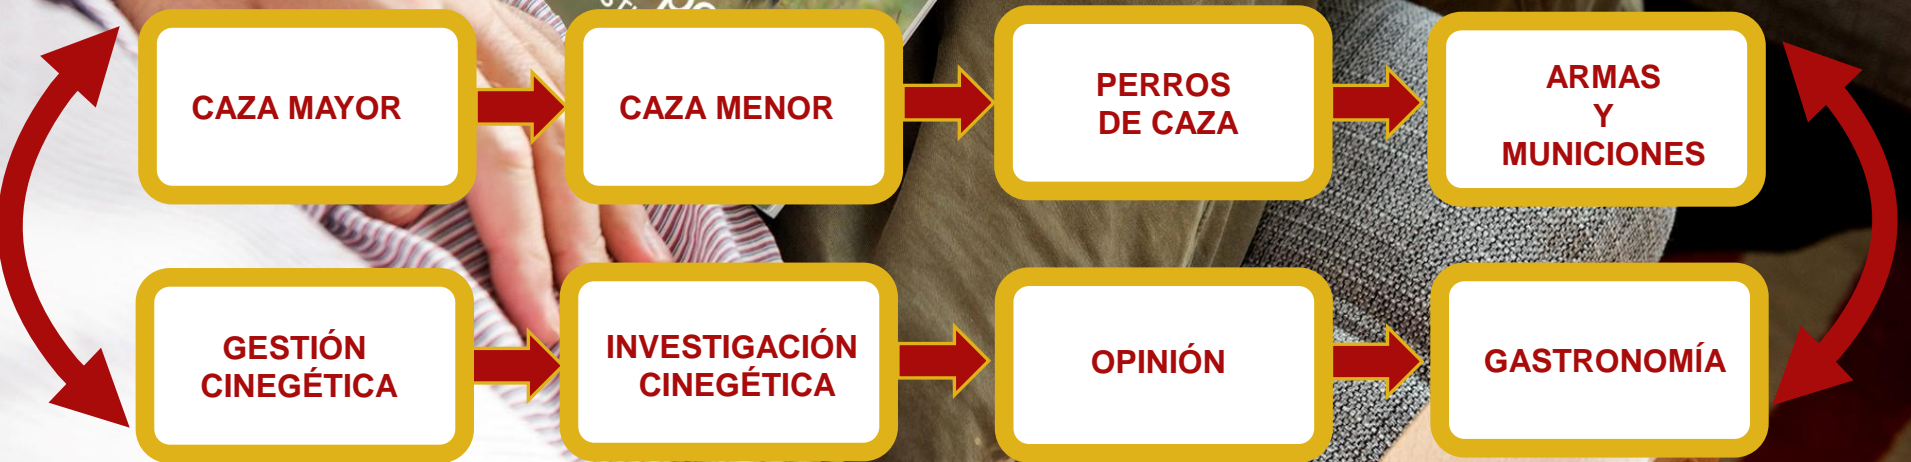 CAZA MAYOR
CAZA MENOR
PERROS
DE CAZA
ARMAS
Y
MUNICIONES
GESTIÓN
CINEGÉTICA
INVESTIGACIÓN
CINEGÉTICA
OPINIÓN
GASTRONOMÍA